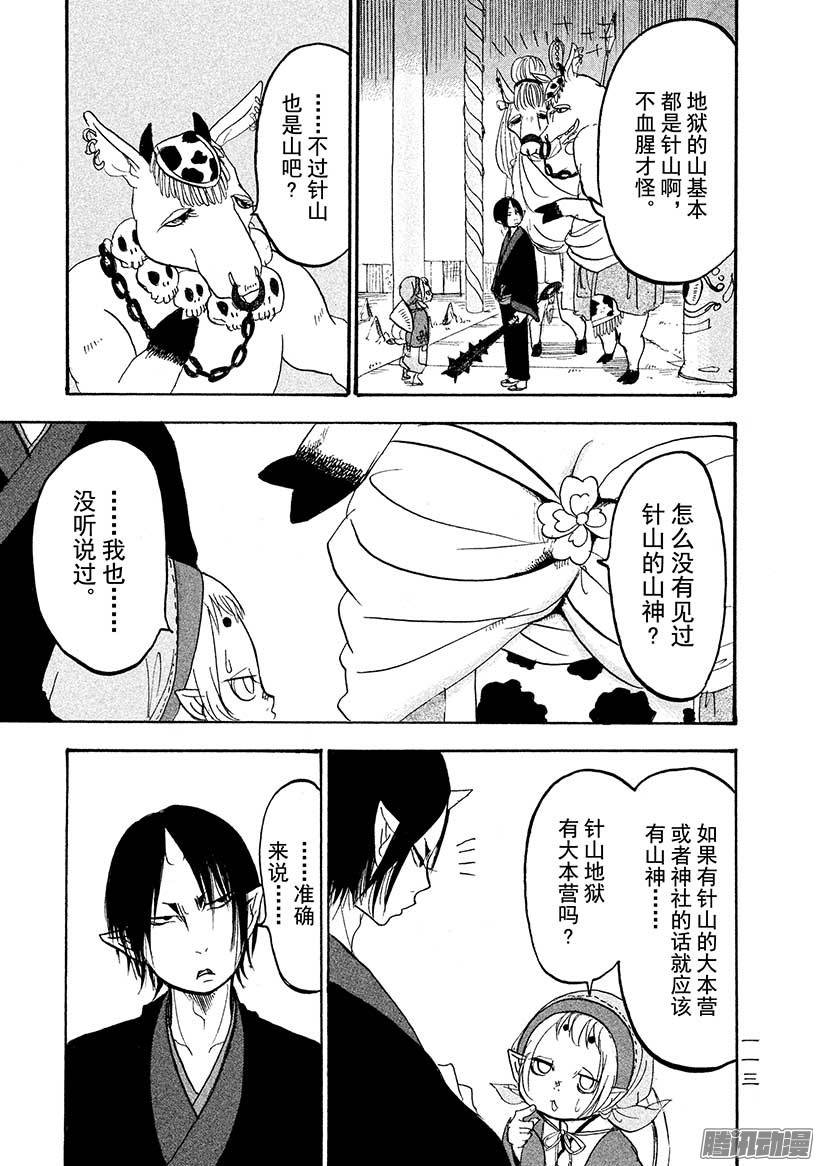 地狱的山基本
都是针山啊，
不血腥才怪。
……不过针山
也是山吧？
怎么没有见过
针山的山神？
……我也……
没听说过。
如果有针山的大本营
或者神社的话就应该
有山神……
针山地狱
有大本营吗？
……准确
来说……
一一三
腾讯动漫